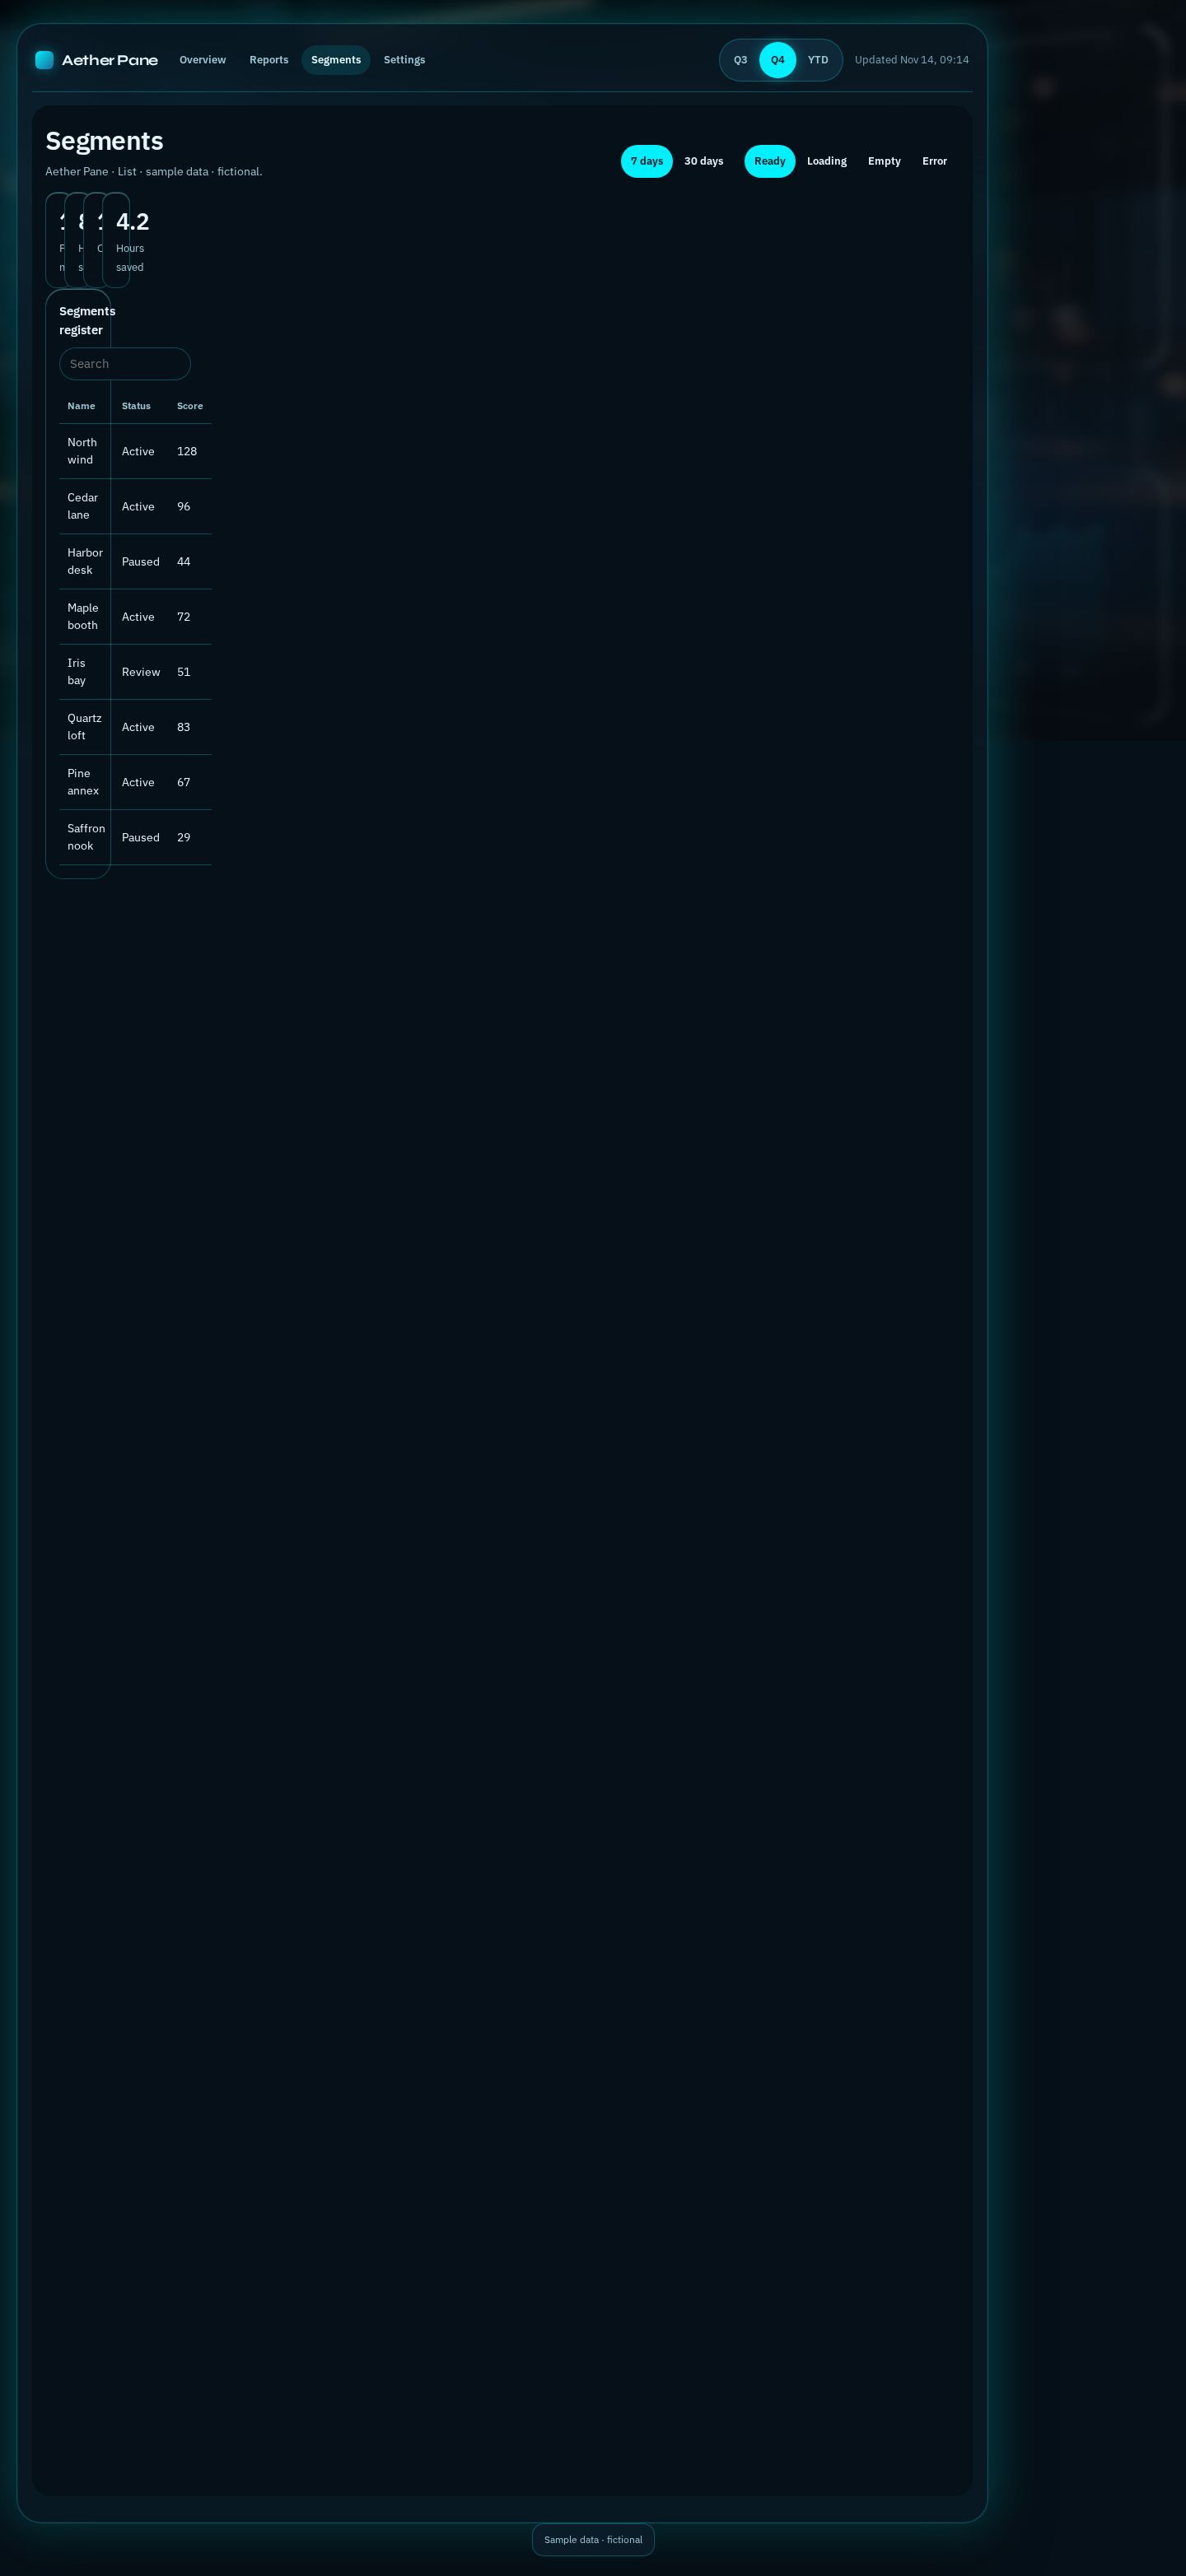 Aether Pane
Overview
Reports
Segments
Settings
Q3
Q4
YTD
Updated Nov 14, 09:14
Segments
Aether Pane · List · sample data · fictional.
7 days
30 days
Ready
Loading
Empty
Error
4.2
Hours
saved
Segments
register
Search
Name Status Score
North
wind
Active 128
Cedar
lane
Active 96
Harbor
desk
Paused 44
Maple
booth
Active 72
Iris
bay
Review 51
Quartz
loft
Active 83
Pine
annex
Active 67
Saffron
nook
Paused 29
Sample data · fictional